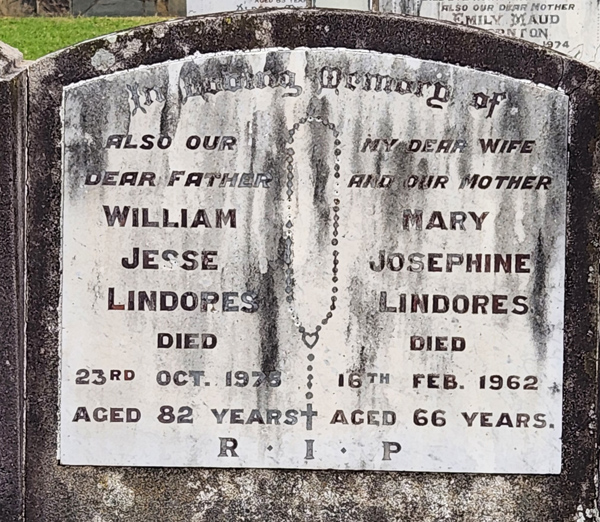 ALSO OUR DEAR MOTHER
EMILY MAUD
1974
In Loving Memory of
ALSO OUR
DEAR FATHER
WILLIAM
JESSE
LINDORES
DIED
23RD OCT.
AGED 82 YEARS
MY DEAR WIFE
AND OUR MOTHER
MARY
JOSEPHINE
LINDORES
DIED
16TH FEB. 1962
AGED 66 YEARS.
R · I · P